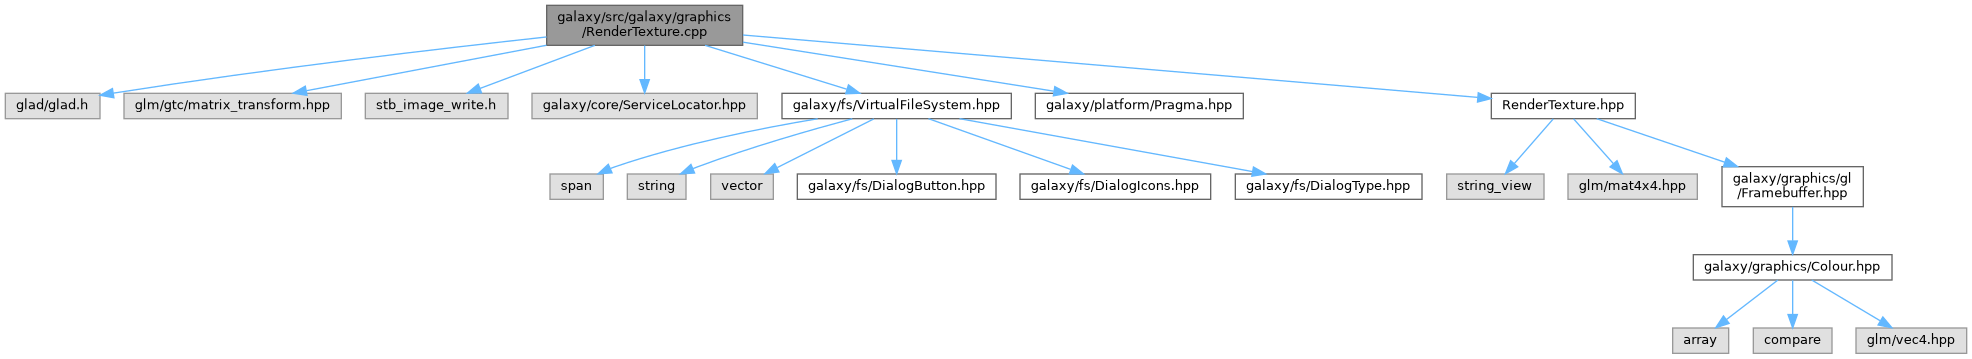 galaxy/src/galaxy/graphics
/RenderTexture.cpp
glad/glad.h
glm/gtc/matrix_transform.hpp
stb_image_write.h
galaxy/core/ServiceLocator.hpp
galaxy/fs/VirtualFileSystem.hpp
galaxy/platform/Pragma.hpp
RenderTexture.hpp
span
string
vector
galaxy/fs/DialogButton.hpp
galaxy/fs/DialogIcons.hpp
galaxy/fs/DialogType.hpp
string_view
glm/mat4x4.hpp
galaxy/graphics/gl
/Framebuffer.hpp
galaxy/graphics/Colour.hpp
array
compare
glm/vec4.hpp